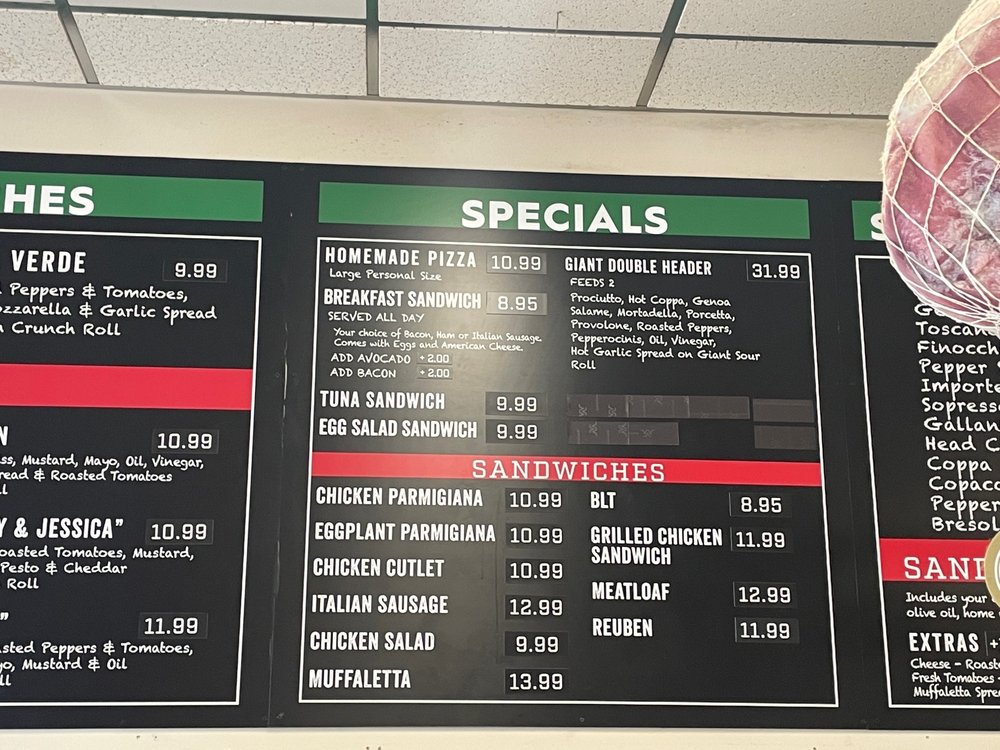 HES
VERDE 9.99
Peppers & Tomatoes,
& Garlic Spread
Crunch Roll
10.99
Mustard, Mayo, Oil, Vinegar,
& Roasted Tomatoes
& JESSICA" 10.99
Tomatoes, Mustard,
Pesto & Cheddar
Roll
11.99
Peppers & Tomatoes,
Mustard & Oil
SPECIALS
HOMEMADE PIZZA 10.99
Large Personal Size
BREAKFAST SANDWICH 8.95
SERVED ALL DAY
Your choice of Bacon, Ham or Italian Sausage.
Comes with Eggs and American Cheese.
ADD AVOCADO +2.00
ADD BACON +2.00
TUNA SANDWICH 9.99
EGG SALAD SANDWICH 9.99
GIANT DOUBLE HEADER 31.99
FEEDS 2
Prociutto, Hot Coppa, Genoa
Salame, Mortadella, Porcetta,
Provolone, Roasted Peppers,
Pepperocinis, Oil, Vinegar,
Hot Garlic Spread on Giant Sour
Roll
SANDWICHES
CHICKEN PARMIGIANA 10.99
EGGPLANT PARMIGIANA 10.99
CHICKEN CUTLET 10.99
ITALIAN SAUSAGE 12.99
CHICKEN SALAD 9.99
MUFFALETTA 13.99
BLT 8.95
GRILLED CHICKEN 11.99
SANDWICH
MEATLOAF 12.99
REUBEN 11.99
S
Toscan
Finocch
Pepper
Importe
Sopress
Gallan
Head C
Coppa
Copaco
Pepper
Bresol
SAND
Includes your
olive oil, home
EXTRAS +
Cheese - Roast
Fresh Tomatoes -
Muffaletta Spre